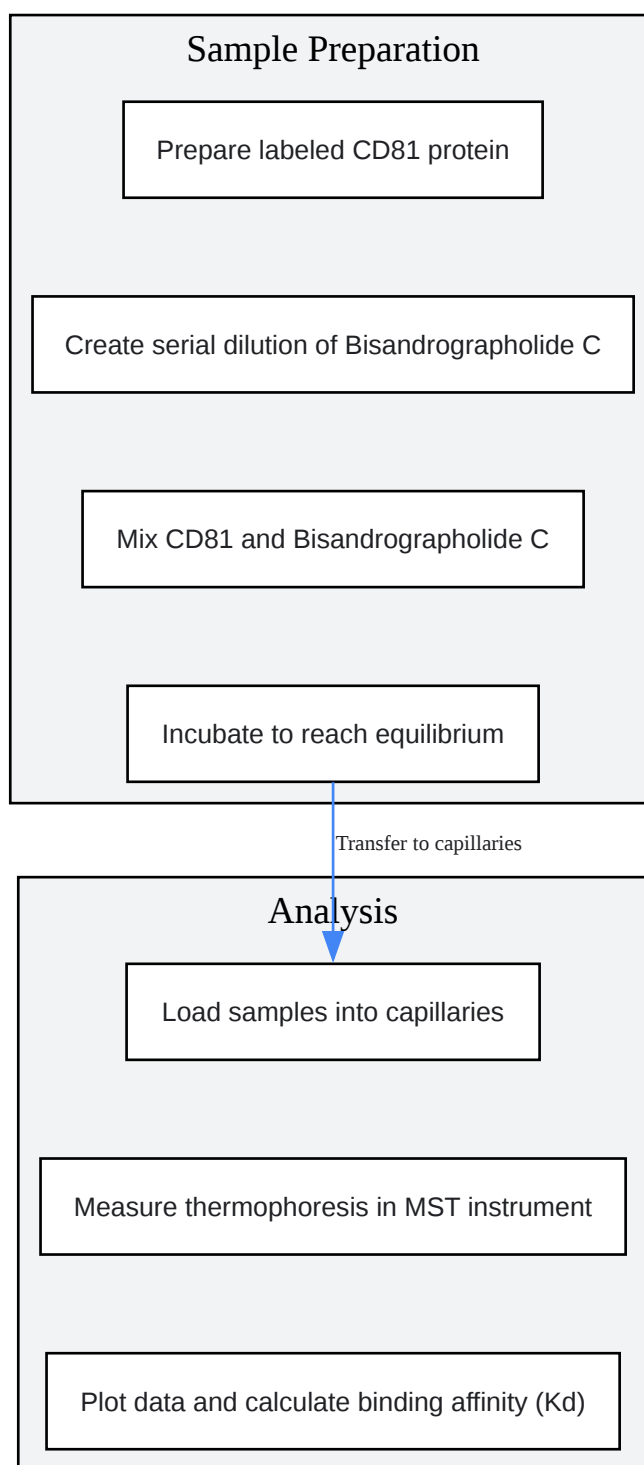 Sample Preparation
Prepare labeled CD81 protein
Create serial dilution of Bisandrographolide C
Mix CD81 and Bisandrographolide C
Incubate to reach equilibrium
Transfer to capillaries
Analysis
Load samples into capillaries
Measure thermophoresis in MST instrument
Plot data and calculate binding affinity (Kd)